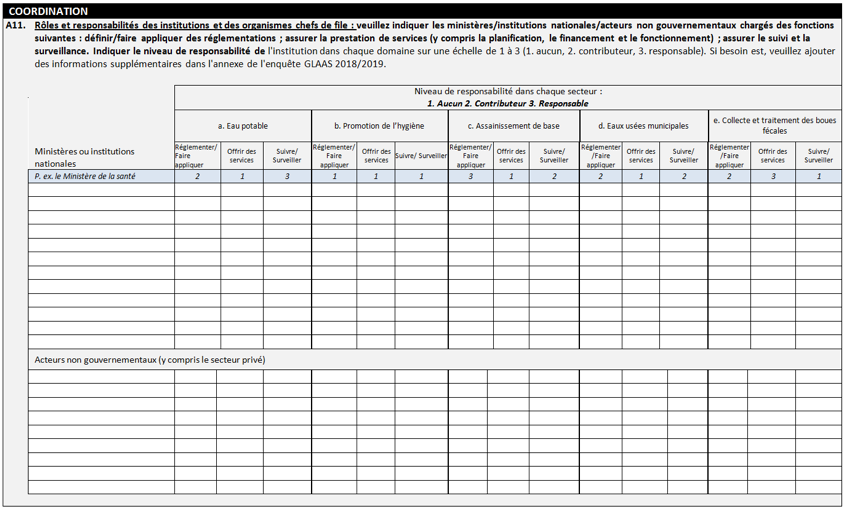 COORDINATION
A11. Rôles et responsabilités des institutions et des organismes chefs de file : veuillez indiquer les ministères/institutions nationales/acteurs non gouvernementaux chargés des fonctions
suivantes : définir/faire appliquer des réglementations ; assurer la prestation de services (y compris la planification, le financement et le fonctionnement) ; assurer le suivi et la
surveillance. Indiquer le niveau de responsabilité de l'institution dans chaque domaine sur une échelle de 1 à 3 (1. aucun, 2. contributeur, 3. responsable). Si besoin est, veuillez ajouter
des informations supplémentaires dans l'annexe de l'enquête GLAAS 2018/2019.
Niveau de responsabilité dans chaque secteur :
1. Aucun 2. Contributeur 3. Responsable
a. Eau potable b. Promotion de l'hygiène c. Assainissement de base d. Eaux usées municipales e. Collecte et traitement des boues
fécales
Ministères ou institutions
nationales
Réglementer/ Faire appliquer Offrir des services Suivre/ Surveiller Réglementer/ Faire appliquer Offrir des services Suivre/ Surveiller Réglementer/ Faire appliquer Offrir des services Suivre/ Surveiller Réglementer /Faire appliquer Offrir des services Suivre/ Surveiller Réglementer /Faire appliquer Offrir des services Suivre/ Surveiller
P. ex. le Ministère de la santé 2 1 3 1 1 1 3 1 2 2 1 2 2 3 1
Acteurs non gouvernementaux (y compris le secteur privé)